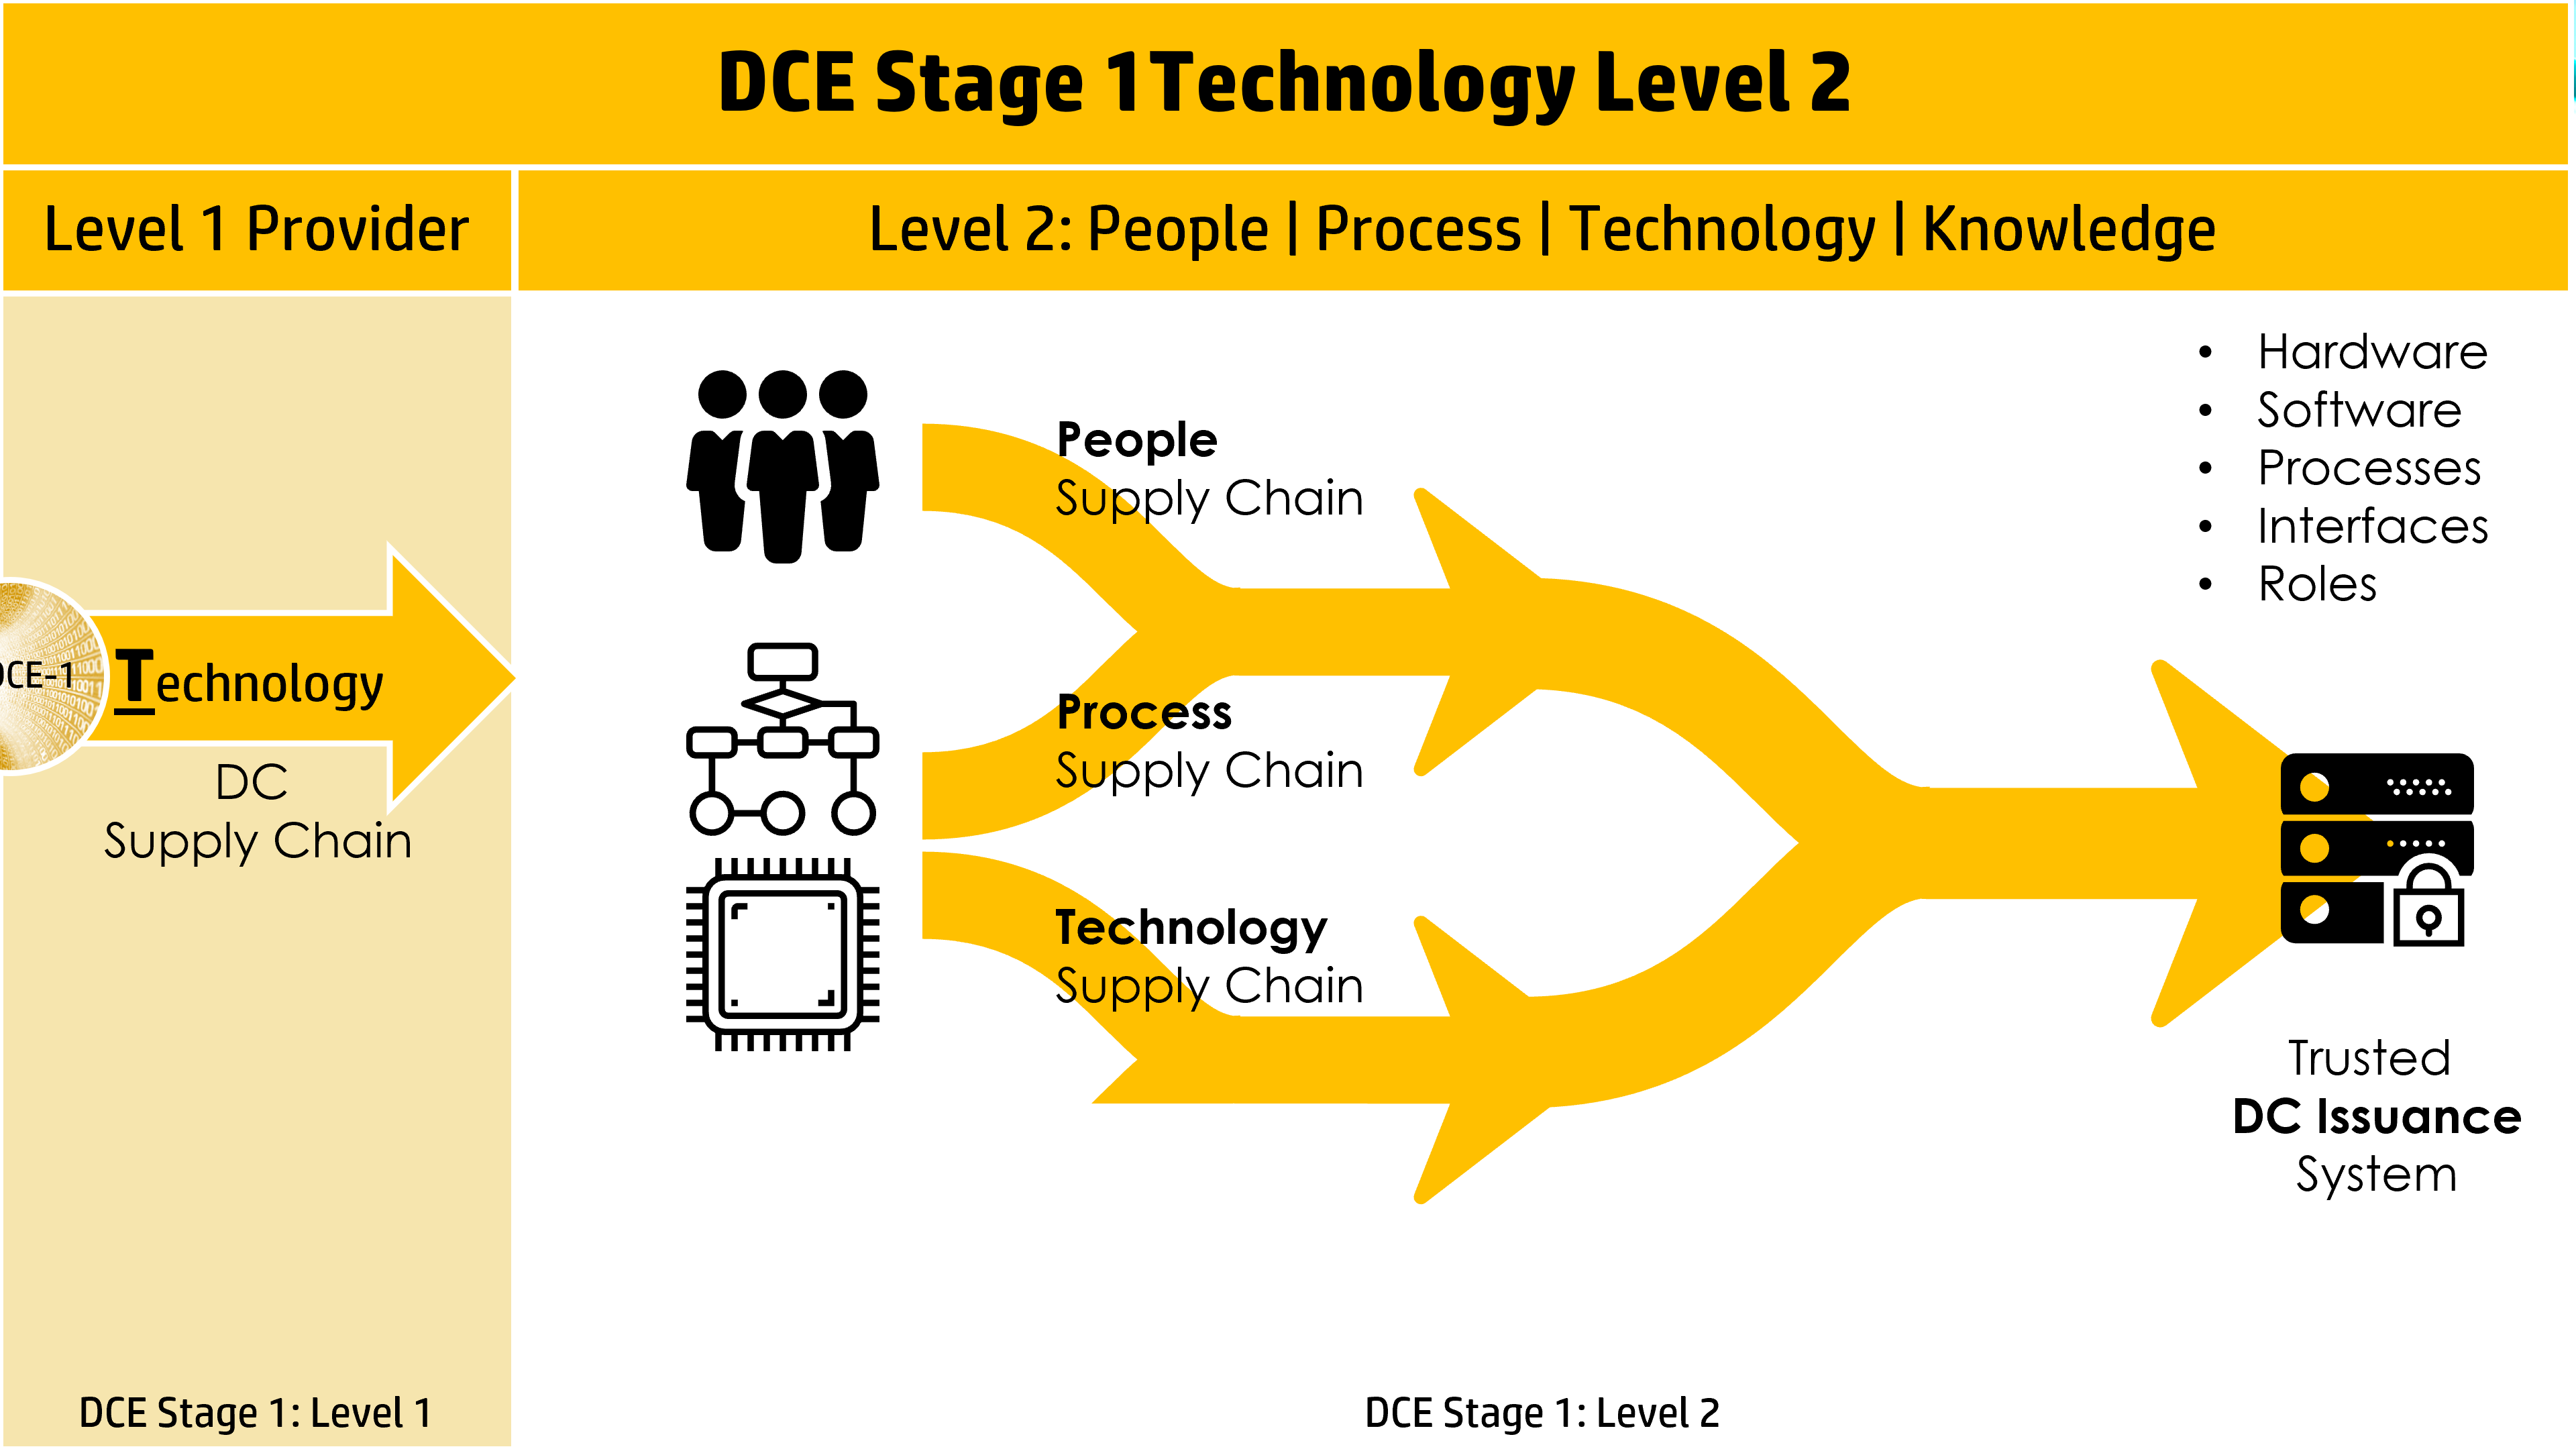 DCE Stage 1Technology Level 2
Level 1 Provider
Level 2: People | Process | Technology | Knowledge
CE-1
Technology
DC
Supply Chain
DCE Stage 1: Level 1
People
Supply Chain
Process
Supply Chain
Technology
Supply Chain
• Hardware
• Software
• Processes
• Interfaces
• Roles
Trusted
DC Issuance
System
DCE Stage 1: Level 2